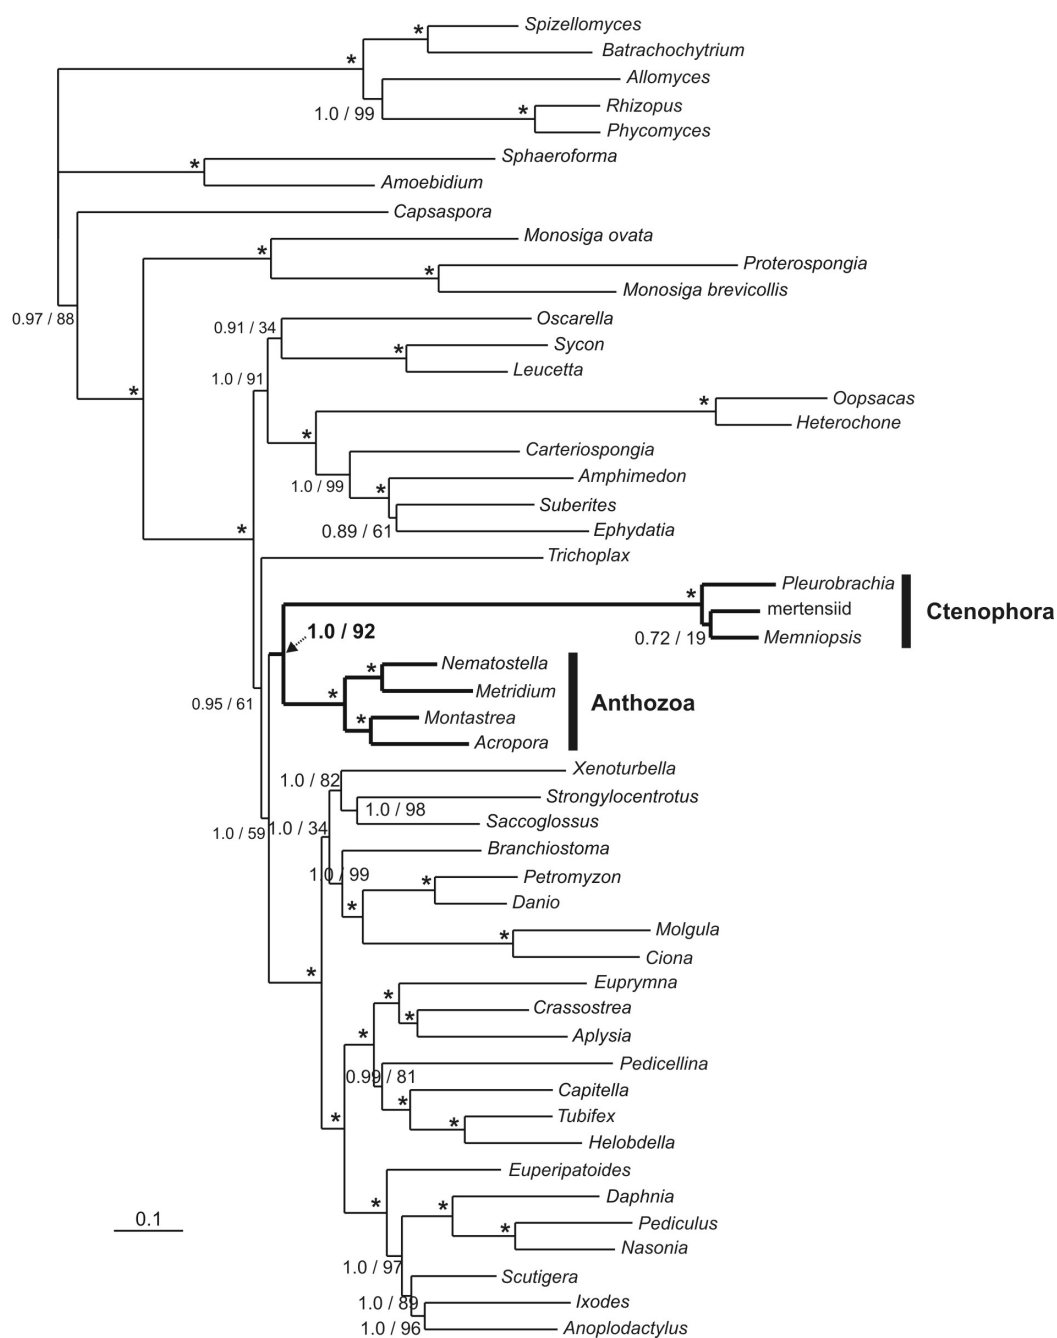 Spizellomyces
*
Batrachochytrium
*
Allomyces
1.0 / 99
Rhizopus
*
Phycomyces
Sphaeroforma
*
Amoebidium
Capsaspora
Monosiga ovata
*
Proterospongia
*
Monosiga brevicollis
0.97 / 88
Oscarella
0.91 / 34
Sycon
*
Leucetta
1.0 / 91
*
Oopsacas
*
Heterochone
*
Carteriospongia
1.0 / 99
Amphimedon
*
Suberites
0.89 / 61
Ephydatia
*
Trichoplax
Pleurobrachia
*
mertensiid
Ctenophora
0.72 / 19
Memniopsis
1.0 / 92
Nematostella
*
Metridium
*
Anthozoa
Montastrea
*
Acropora
0.95 / 61
Xenoturbella
1.0 / 82
Strongylocentrotus
1.0 / 98
Saccoglossus
1.0 / 59
1.0 / 34
Branchiostoma
1.0 / 99
Petromyzon
*
Danio
*
Molgula
*
Ciona
*
Euprymna
*
Crassostrea
*
Aplysia
*
Pedicellina
0.99 / 81
Capitella
*
Tubifex
*
Helobdella
*
Euperipatoides
*
Daphnia
*
Pediculus
*
Nasonia
0.1
1.0 / 97
Scutigera
1.0 / 89
Ixodes
1.0 / 96
Anoplodactylus